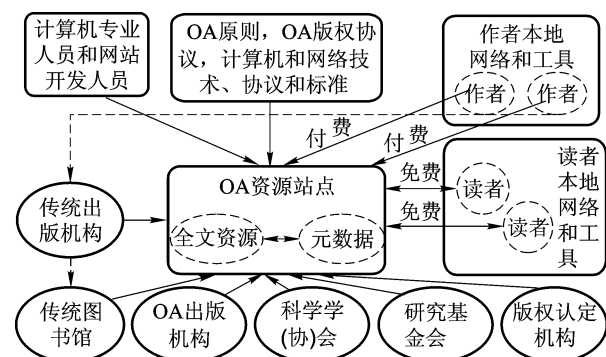 计算机专业
人员和网站
开发人员
OA原则，OA版权协
议，计算机和网络技
术、协议和标准
作者本地
网络和工具
作者
作者
付费
付费
OA资源站点
全文资源
元数据
免费
免费
读者
读者
读者
本地
网络
和工
具
传统出
版机构
传统图
书馆
OA出版
机构
科学学
(协)会
研究基
金会
版权认定
机构